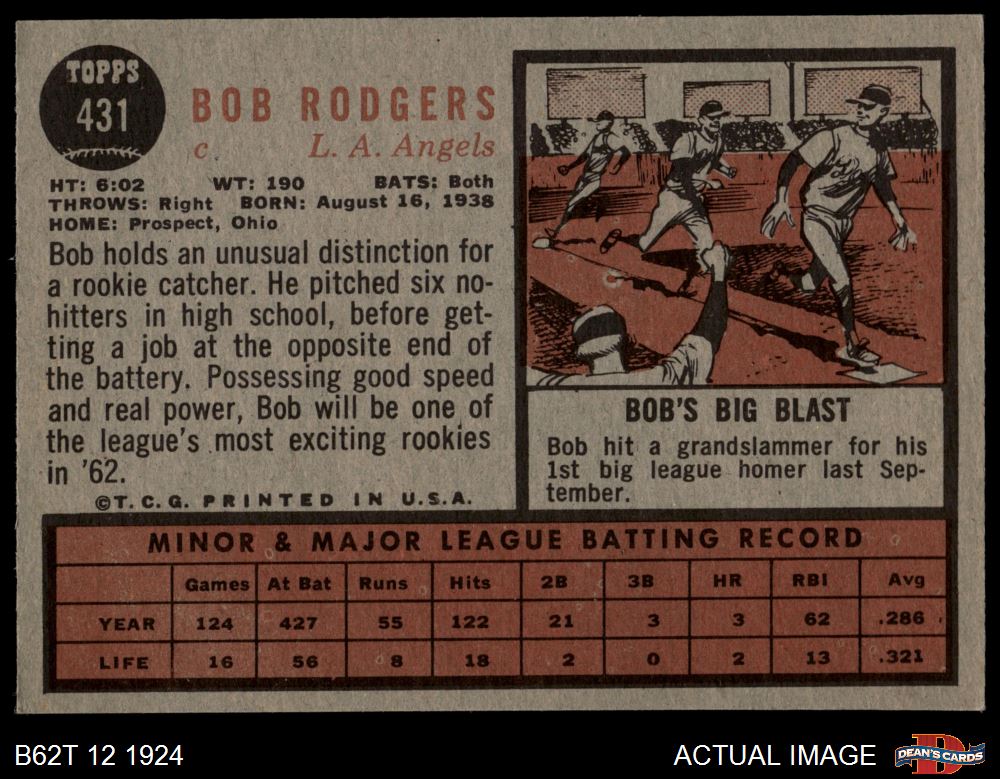 TOPPS
431
BOB RODGERS
c L. A. Angels
HT: 6:02 WT: 190 BATS: Both
THROWS: Right BORN: August 16, 1938
HOME: Prospect, Ohio
Bob holds an unusual distinction for
a rookie catcher. He pitched six no-
hitters in high school, before get-
ting a job at the opposite end of
the battery. Possessing good speed
and real power, Bob will be one of
the league's most exciting rookies
in '62.
©T. C. G. PRINTED IN U.S.A.
BOB'S BIG BLAST
Bob hit a grandslammer for his
1st big league homer last Sep-
tember.
MINOR & MAJOR LEAGUE BATTING RECORD
Games At Bat Runs Hits 2B 3B HR RBI Avg
YEAR 124 427 55 122 21 3 3 62 .286
LIFE 16 56 8 18 2 0 2 13 .321
B62T 12 1924
ACTUAL IMAGE
DEAN'S CARDS